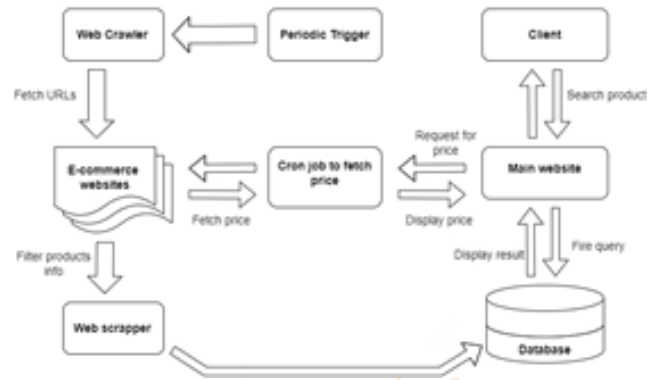 Web Crawler
Periodic Trigger
Client
Fetch URLs
Search product
Request for
price
E-commerce
websites
Cron job to fetch
price
Main website
Fetch price
Display price
Filter products
info
Display result
Fire query
Web scrapper
Database